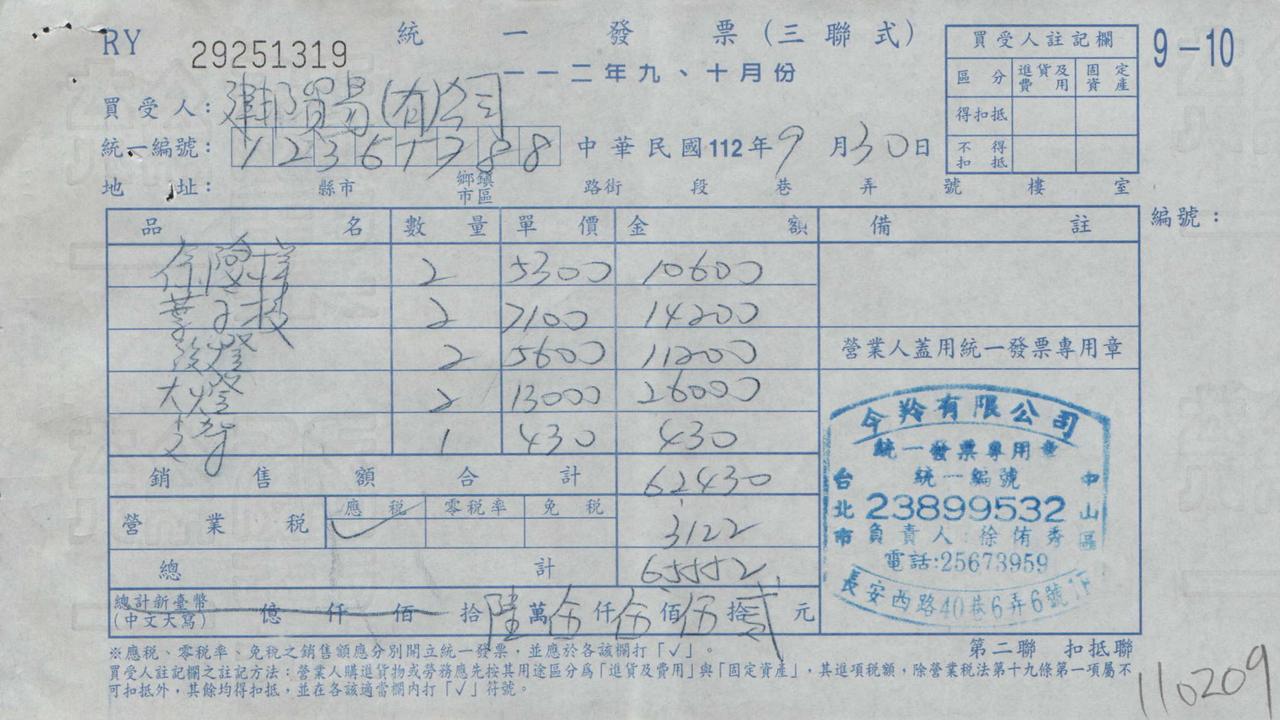 RY 29251319 統一發票(三聯式) 9-10
一一二年九、十月份
買受人註記欄
區分 進貨及費用 固定資產
得扣抵
不得扣抵
買受人:建邦貿易(有)公司
統一編號: 中華民國112年9月30日
地址: 縣市 鄉鎮市區 路街 段 巷 弄 號 樓 室
品名 數量 單價 金額 備註 編號:
2 5300 10600
葉子板 2 7100 14200
後燈 2 5600 11200
大燈 2 13000 26000
1 430 430
營業人蓋用統一發票專用章
銷售額合計 62430
營業稅 應稅 ✓ 零稅率 免稅 3122
總計 65552
總計新臺幣(中文大寫) 億仟佰拾陸萬伍仟伍佰伍拾貳元
今羚有限公司
統一發票專用章
統一編號
23899532
負責人:徐侑秀
電話:25673959
台北市 中山區
長安西路40巷6弄6號1F
※應稅、零稅率、免稅之銷售額應分別開立統一發票,並應於各該欄打「√」。
第二聯 扣抵聯
買受人註記欄之註記方法:營業人購進貨物或勞務應先按其用途區分為「進貨及費用」與「固定資產」,其進項稅額,除營業稅法第十九條第一項屬不
可扣抵外,其餘均得扣抵,並在各該適當欄內打「√」符號。
110209